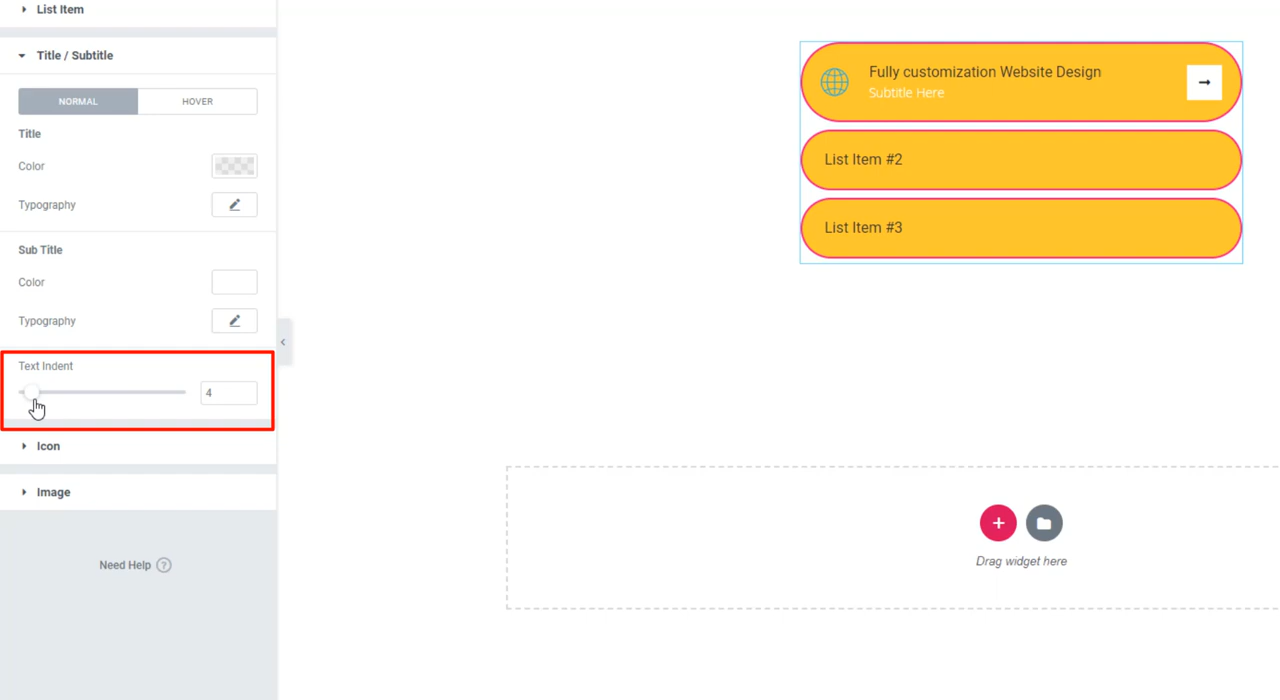 List Item
Title / Subtitle
NORMAL
HOVER
Title
Color
Typography
Sub Title
Color
Typography
Text Indent
4
Icon
Image
Need Help ?
Fully customization Website Design
Subtitle Here
List Item #2
List Item #3
Drag widget here